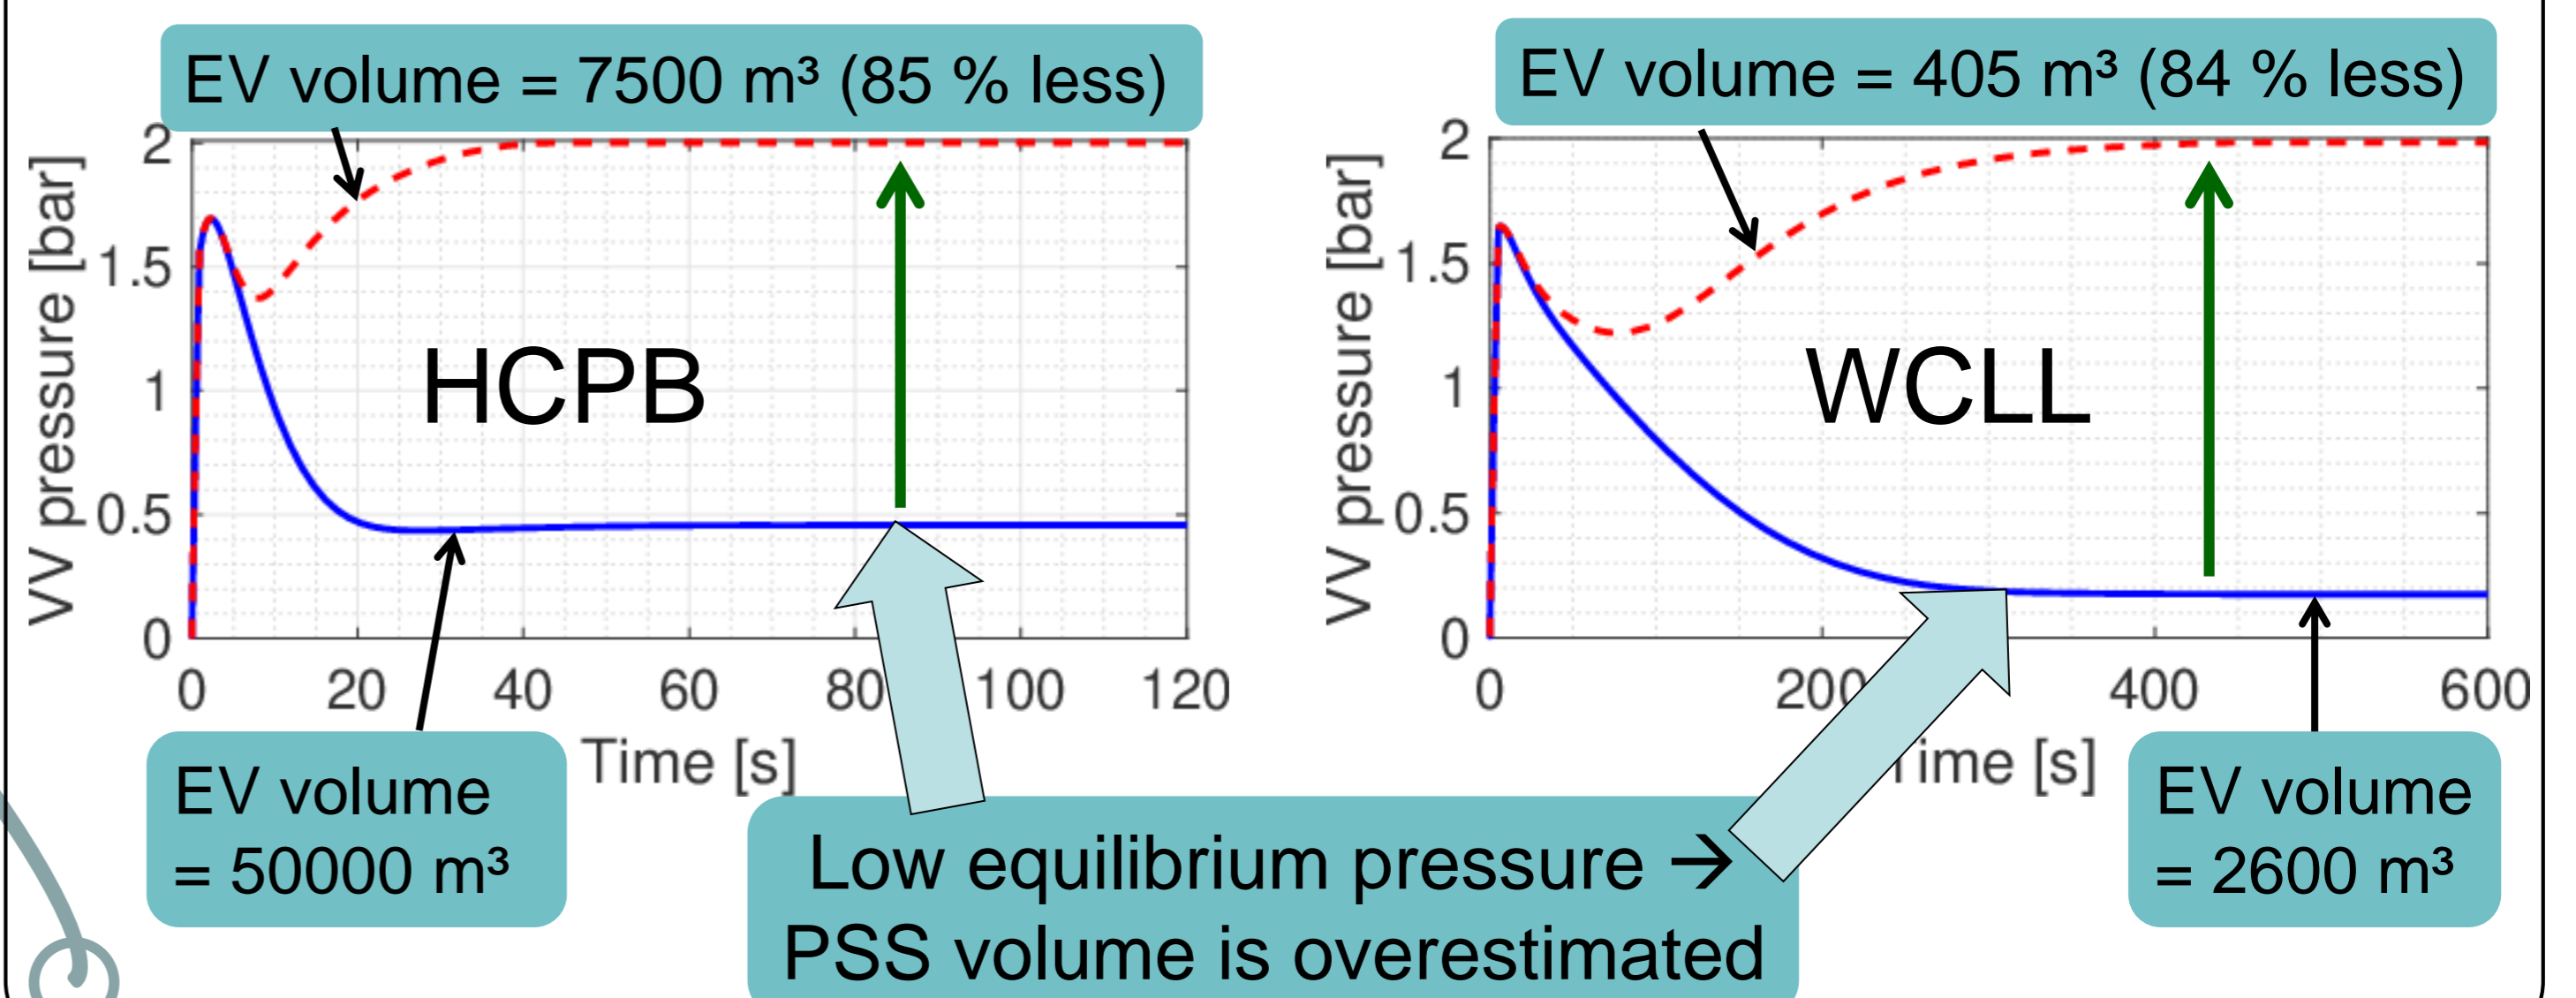 EV volume = 7500 m³ (85 % less)
VV pressure [bar]
2
1.5
1
0.5
0
HCPB
0 20 40 60 80 100 120
Time [s]
EV volume
= 50000 m³
EV volume = 405 m³ (84 % less)
VV pressure [bar]
2
1.5
1
0.5
0
WCLL
0 200 400 600
Time [s]
EV volume
= 2600 m³
Low equilibrium pressure →
PSS volume is overestimated